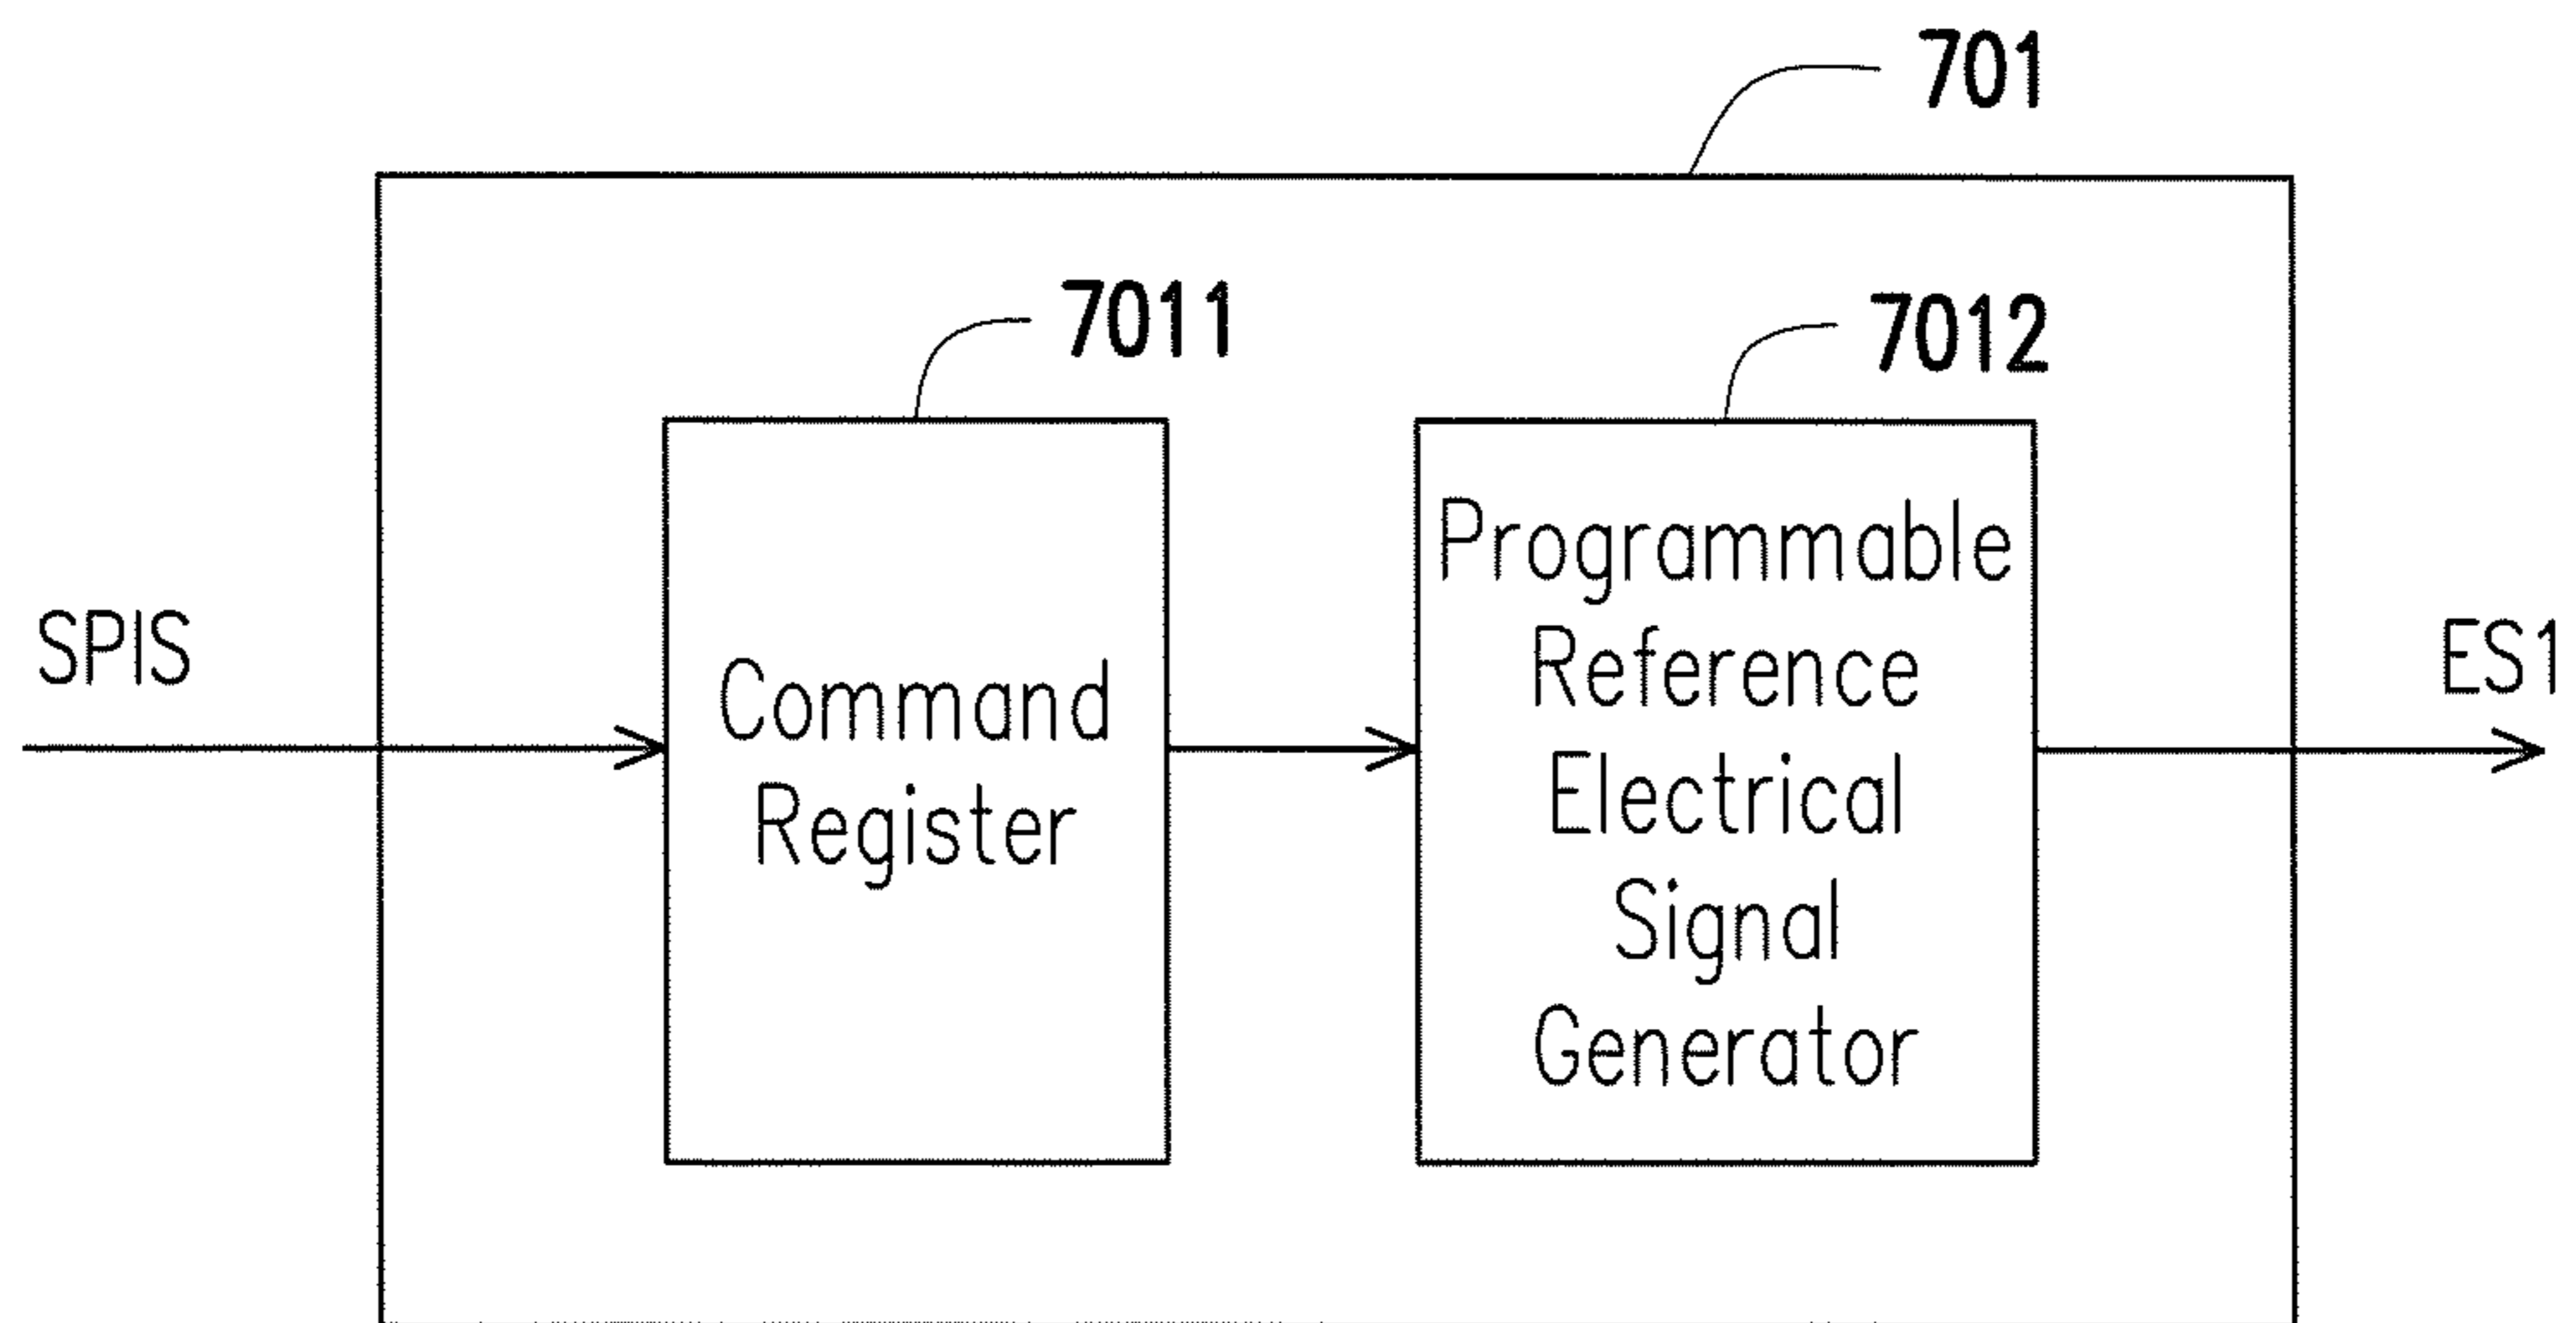 701
7011
7012
SPIS
Command
Register
Programmable
Reference
Electrical
Signal
Generator
ES1